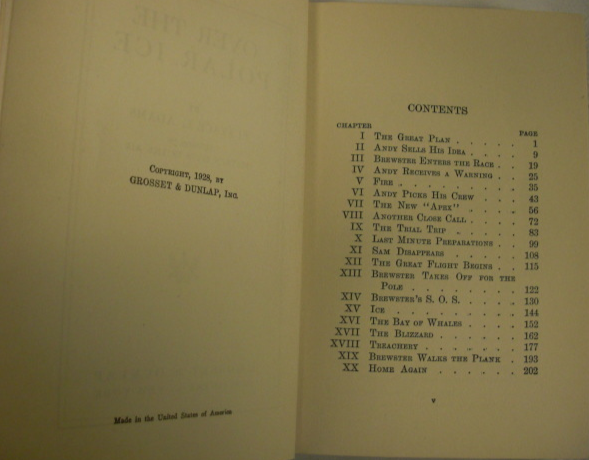 COPYRIGHT, 1928, BY
GROSSET & DUNLAP, INC.
Made in the United States of America
CONTENTS
CHAPTER PAGE
I THE GREAT PLAN . . . . . 1
II ANDY SELLS HIS IDEA . . . . 9
III BREWSTER ENTERS THE RACE . . 19
IV ANDY RECEIVES A WARNING . . 25
V FIRE . . . . . . . . 35
VI ANDY PICKS HIS CREW . . . 43
VII THE NEW "APEX" . . . . 56
VIII ANOTHER CLOSE CALL . . . . 72
IX THE TRIAL TRIP . . . . . 83
X LAST MINUTE PREPARATIONS . . 99
XI SAM DISAPPEARS . . . . 108
XII THE GREAT FLIGHT BEGINS . . 115
XIII BREWSTER TAKES OFF FOR THE
POLE . . . . . . . . 122
XIV BREWSTER'S S. O. S. . . . . 130
XV ICE . . . . . . . . 144
XVI THE BAY OF WHALES . . . . 152
XVII THE BLIZZARD . . . . . 162
XVIII TREACHERY . . . . . . 177
XIX BREWSTER WALKS THE PLANK . 193
XX HOME AGAIN . . . . . . 202
v